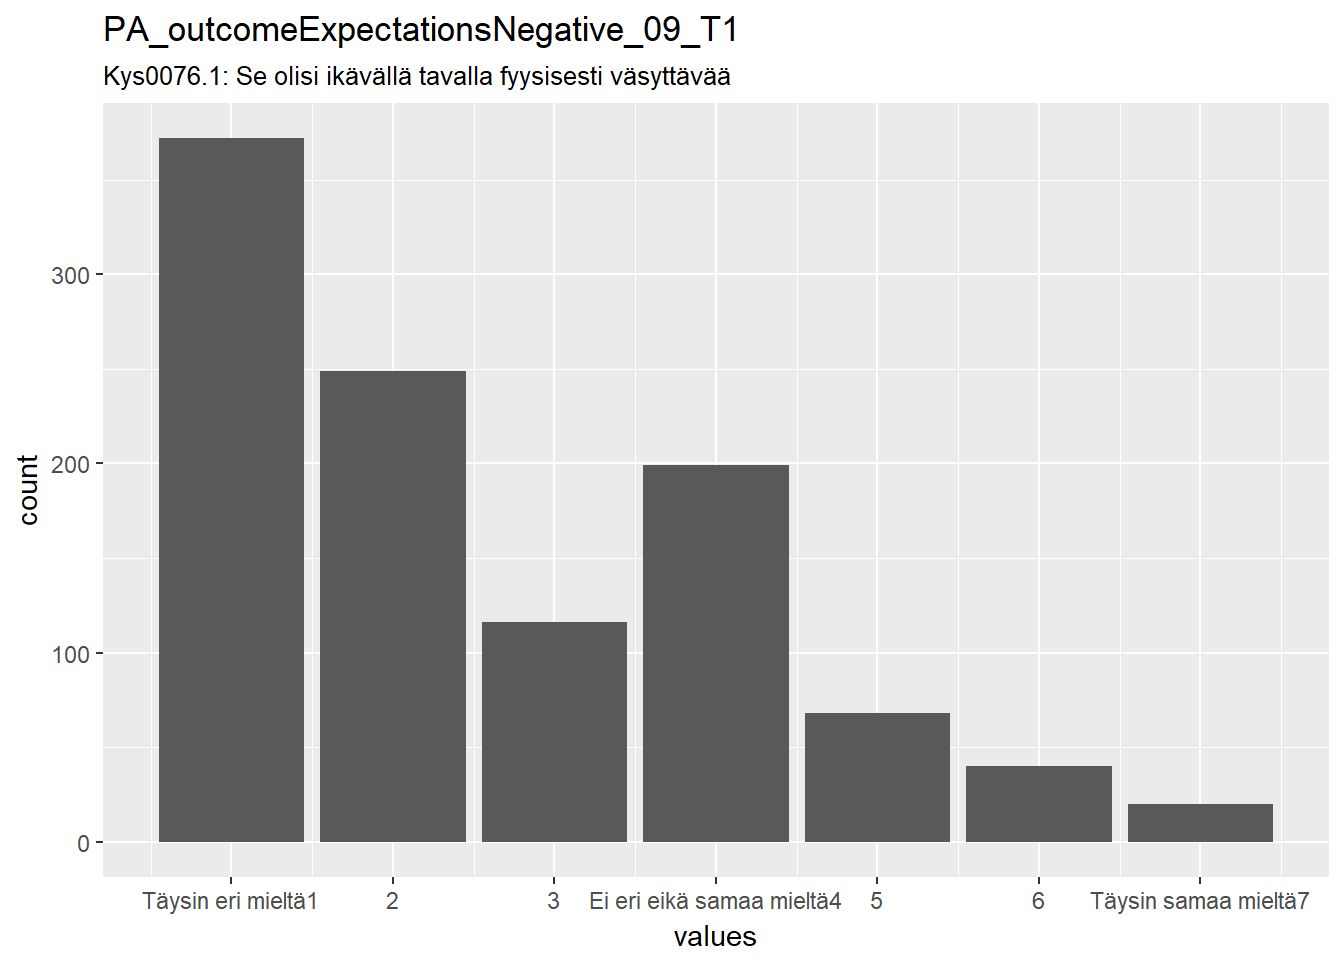 PA_outcomeExpectationsNegative_09_T1
Kys0076.1: Se olisi ikävällä tavalla fyysisesti väsyttävää
300
200
100
0
count
Täysin eri mieltä1 2 3 Ei eri eikä samaa mieltä4 5 6 Täysin samaa mieltä7
values